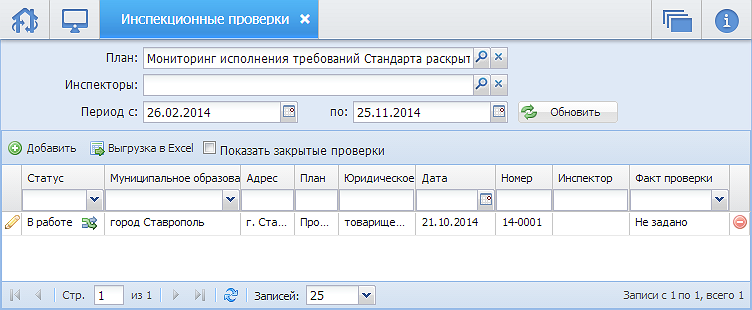 Инспекционные проверки
План: Мониторинг исполнения требований Стандарта раскрыт
Инспекторы:
Период с: 26.02.2014 по: 25.11.2014 Обновить
Добавить Выгрузка в Excel Показать закрытые проверки
Статус Муниципальное образова Адрес План Юридическое Дата Номер Инспектор Факт проверки
В работе город Ставрополь г. Ста... Про... товарище... 21.10.2014 14-0001 Не задано
Стр. 1 из 1 Записей: 25 Записи с 1 по 1, всего 1